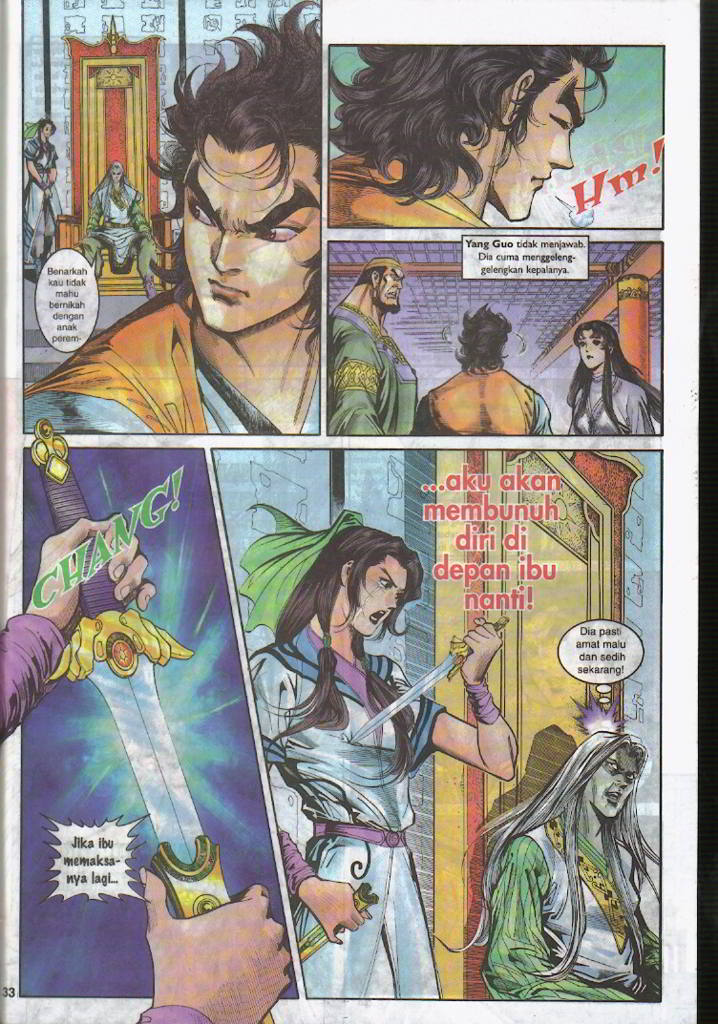 Benarkah
kau tidak
mahu
bernikah
dengan
anak
perem-
Hm!
Yang Guo tidak menjawab.
Dia cuma menggeleng-
gelengkan kepalanya.
CHANG!
Jika ibu
memaksa-
nya lagi...
...aku akan
membunuh
diri di
depan ibu
nanti!
Dia pasti
amat malu
dan sedih
sekarang!
33